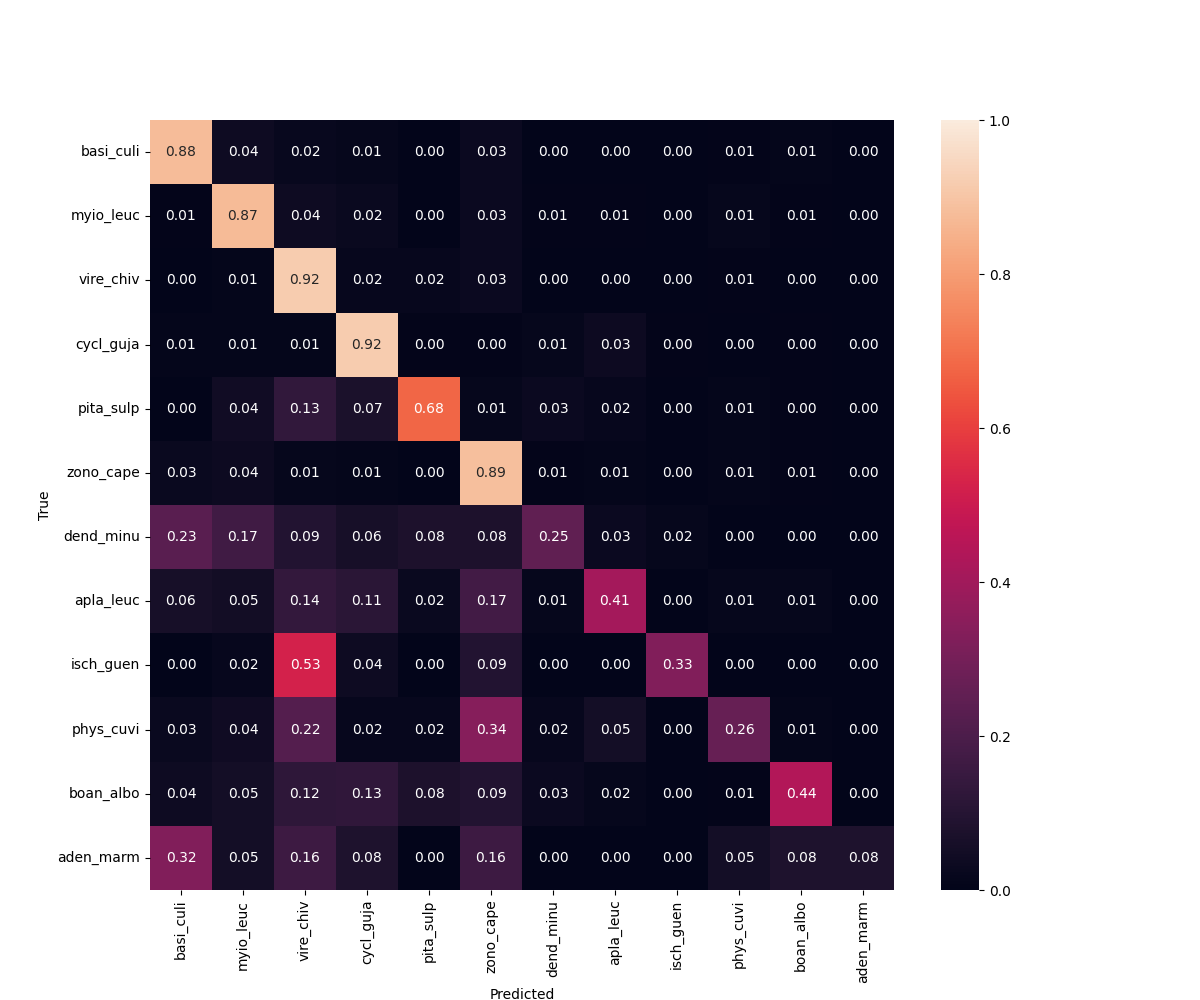 basi_culi 0.88 0.04 0.02 0.01 0.00 0.03 0.00 0.00 0.00 0.01 0.01 0.00
myio_leuc 0.01 0.87 0.04 0.02 0.00 0.03 0.01 0.01 0.00 0.01 0.01 0.00
vire_chiv 0.00 0.01 0.92 0.02 0.02 0.03 0.00 0.00 0.00 0.01 0.00 0.00
cycl_guja 0.01 0.01 0.01 0.92 0.00 0.00 0.01 0.03 0.00 0.00 0.00 0.00
pita_sulp 0.00 0.04 0.13 0.07 0.68 0.01 0.03 0.02 0.00 0.01 0.00 0.00
zono_cape 0.03 0.04 0.01 0.01 0.00 0.89 0.01 0.01 0.00 0.01 0.01 0.00
dend_minu 0.23 0.17 0.09 0.06 0.08 0.08 0.25 0.03 0.02 0.00 0.00 0.00
apla_leuc 0.06 0.05 0.14 0.11 0.02 0.17 0.01 0.41 0.00 0.01 0.01 0.00
isch_guen 0.00 0.02 0.53 0.04 0.00 0.09 0.00 0.00 0.33 0.00 0.00 0.00
phys_cuvi 0.03 0.04 0.22 0.02 0.02 0.34 0.02 0.05 0.00 0.26 0.01 0.00
boan_albo 0.04 0.05 0.12 0.13 0.08 0.09 0.03 0.02 0.00 0.01 0.44 0.00
aden_marm 0.32 0.05 0.16 0.08 0.00 0.16 0.00 0.00 0.00 0.05 0.08 0.08
True
basi_culi
myio_leuc
vire_chiv
cycl_guja
pita_sulp
zono_cape
dend_minu
apla_leuc
isch_guen
phys_cuvi
boan_albo
aden_marm
Predicted
1.0
0.8
0.6
0.4
0.2
0.0